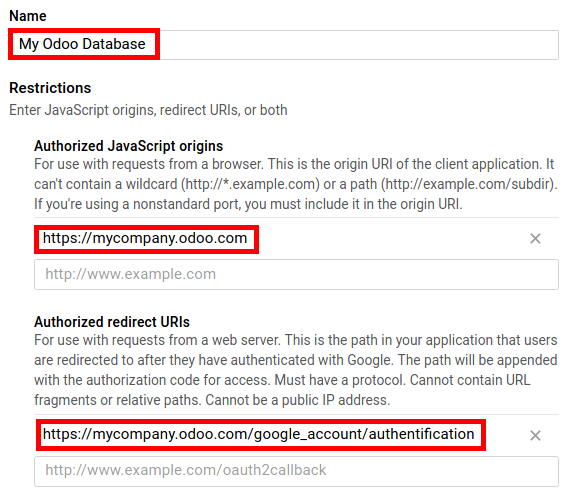 Name
My Odoo Database
Restrictions
Enter JavaScript origins, redirect URIs, or both
Authorized JavaScript origins
For use with requests from a browser. This is the origin URI of the client application. It
can't contain a wildcard (http://*.example.com) or a path (http://example.com/subdir).
If you're using a nonstandard port, you must include it in the origin URI.
https://mycompany.odoo.com
http://www.example.com
Authorized redirect URIs
For use with requests from a web server. This is the path in your application that users
are redirected to after they have authenticated with Google. The path will be appended
with the authorization code for access. Must have a protocol. Cannot contain URL
fragments or relative paths. Cannot be a public IP address.
https://mycompany.odoo.com/google_account/authentification
http://www.example.com/oauth2callback